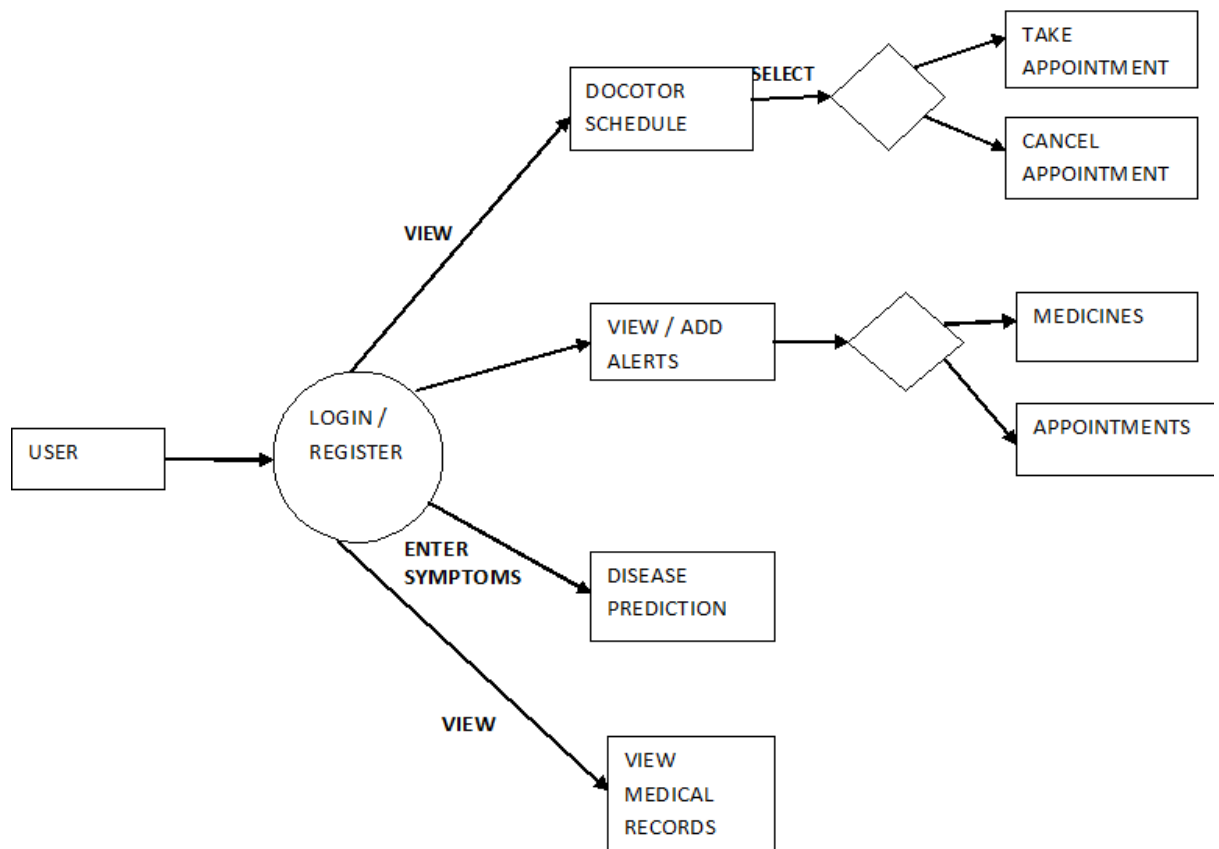 TAKE
APPOINTMENT
SELECT
DOCOTOR
SCHEDULE
CANCEL
APPOINTMENT
VIEW
VIEW / ADD
ALERTS
MEDICINES
APPOINTMENTS
LOGIN /
REGISTER
USER
ENTER
SYMPTOMS
DISEASE
PREDICTION
VIEW
VIEW
MEDICAL
RECORDS